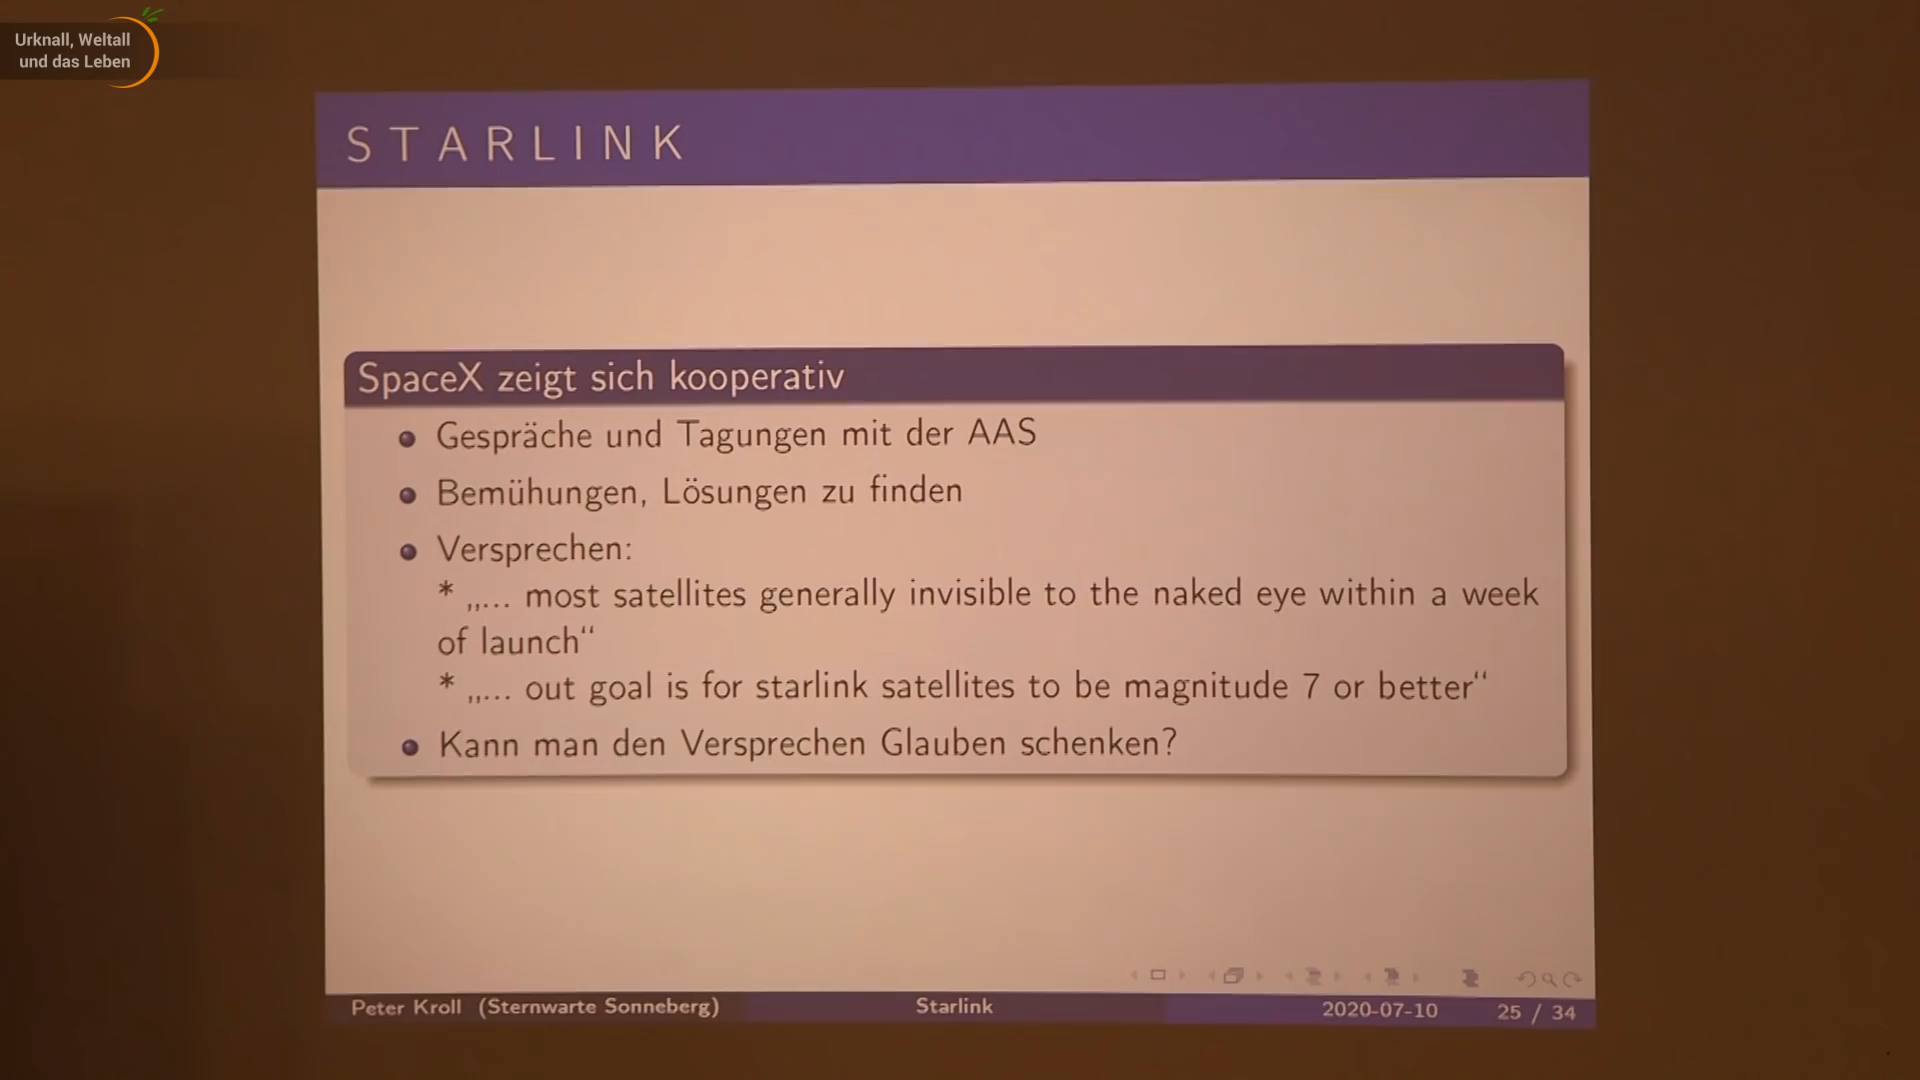 Urknall, Weltall
und das Leben
STARLINK
SpaceX zeigt sich kooperativ
Gespräche und Tagungen mit der AAS
Bemühungen, Lösungen zu finden
Versprechen:
* „... most satellites generally invisible to the naked eye within a week
of launch“
* „... out goal is for starlink satellites to be magnitude 7 or better“
Kann man den Versprechen Glauben schenken?
Peter Kroll (Sternwarte Sonneberg) Starlink 2020-07-10 25 / 34